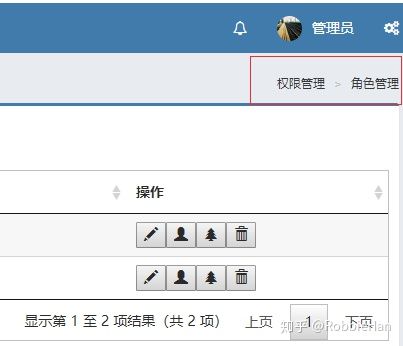 管理员
权限管理 > 角色管理
操作
显示第 1 至 2 项结果（共 2 项） 上页 1 下页
知乎 @RobbieHan